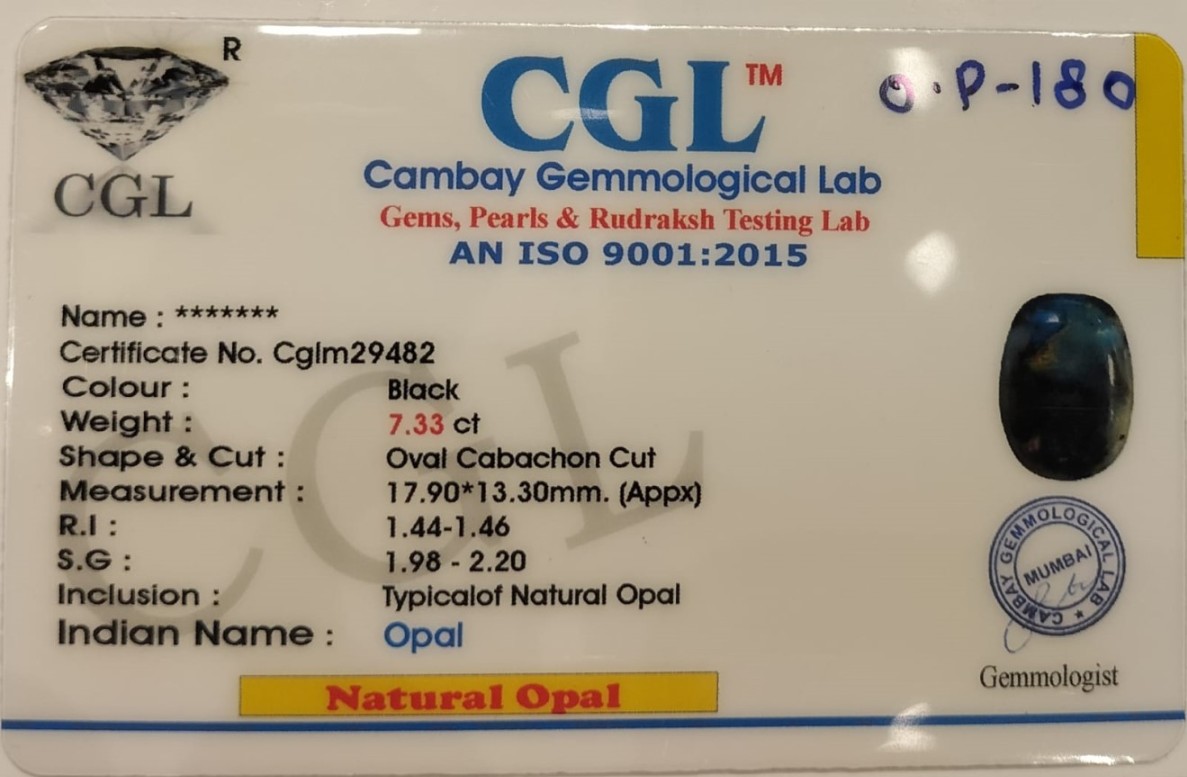 R
CGL
CGL™
O.P-180
Cambay Gemmological Lab
Gems, Pearls & Rudraksh Testing Lab
AN ISO 9001:2015
Name : *******
Certificate No. Cglm29482
Colour : Black
Weight : 7.33 ct
Shape & Cut : Oval Cabachon Cut
Measurement : 17.90*13.30mm. (Appx)
R.I : 1.44-1.46
S.G : 1.98 - 2.20
Inclusion : Typicalof Natural Opal
Indian Name : Opal
CGL
CAMBAY GEMMOLOGICAL LAB ★
MUMBAI
Gemmologist
Natural Opal